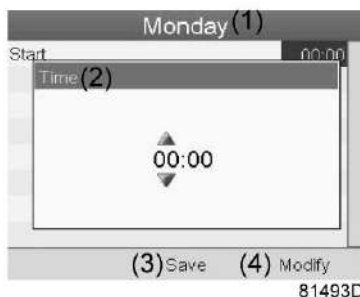 Monday (1)
Start 00:00
Time (2)
00:00
(3) Save (4) Modify
81493D